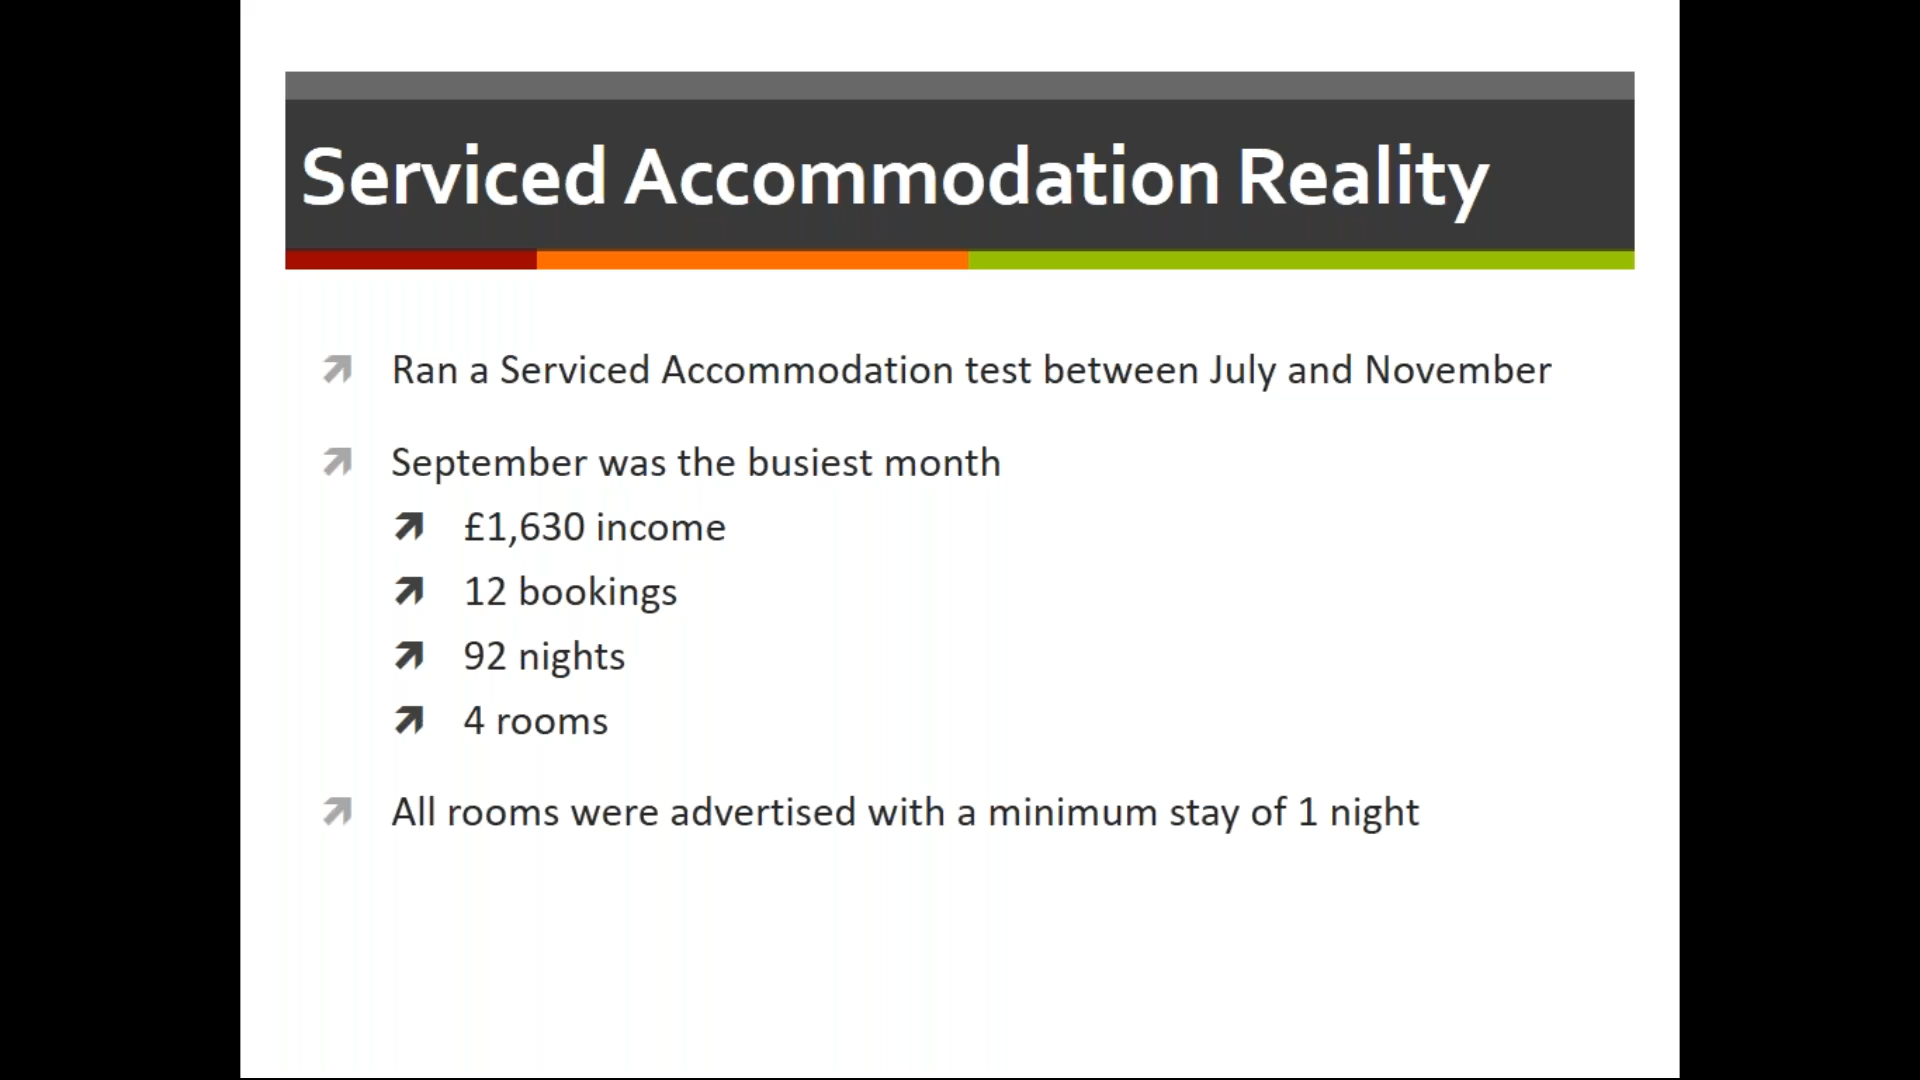 Serviced Accommodation Reality
Ran a Serviced Accommodation test between July and November
September was the busiest month
£1,630 income
12 bookings
92 nights
4 rooms
All rooms were advertised with a minimum stay of 1 night